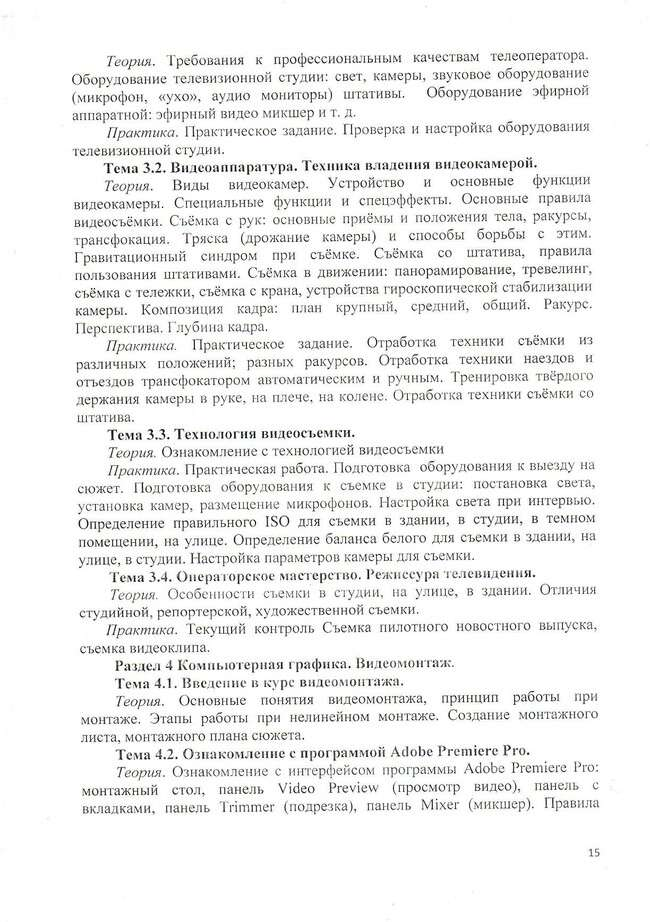 Теория. Требования к профессиональным качествам телеоператора.
Оборудование телевизионной студии: свет, камеры, звуковое оборудование
(микрофон, «ухо», аудио мониторы) штативы. Оборудование эфирной
аппаратной: эфирный видео микшер и т. д.
Практика. Практическое задание. Проверка и настройка оборудования
телевизионной студии.
Тема 3.2. Видеоаппаратура. Техника владения видеокамерой.
Теория. Виды видеокамер. Устройство и основные функции
видеокамеры. Специальные функции и спецэффекты. Основные правила
видеосъёмки. Съёмка с рук: основные приёмы и положения тела, ракурсы,
трансфокация. Тряска (дрожание камеры) и способы борьбы с этим.
Гравитационный синдром при съёмке. Съёмка со штатива, правила
пользования штативами. Съёмка в движении: панорамирование, тревелинг,
съёмка с тележки, съёмка с крана, устройства гироскопической стабилизации
камеры. Композиция кадра: план крупный, средний, общий. Ракурс.
Перспектива. Глубина кадра.
Практика. Практическое задание. Отработка техники съёмки из
различных положений; разных ракурсов. Отработка техники наездов и
отъездов трансфокатором автоматическим и ручным. Тренировка твёрдого
держания камеры в руке, на плече, на колене. Отработка техники съёмки со
штатива.
Тема 3.3. Технология видеосъемки.
Теория. Ознакомление с технологией видеосъемки
Практика. Практическая работа. Подготовка оборудования к выезду на
сюжет. Подготовка оборудования к съемке в студии: постановка света,
установка камер, размещение микрофонов. Настройка света при интервью.
Определение правильного ISO для съемки в здании, в студии, в темном
помещении, на улице. Определение баланса белого для съемки в здании, на
улице, в студии. Настройка параметров камеры для съемки.
Тема 3.4. Операторское мастерство. Режиссура телевидения.
Теория. Особенности съемки в студии, на улице, в здании. Отличия
студийной, репортерской, художественной съемки.
Практика. Текущий контроль Съемка пилотного новостного выпуска,
съемка видеоклипа.
Раздел 4 Компьютерная графика. Видеомонтаж.
Тема 4.1. Введение в курс видеомонтажа.
Теория. Основные понятия видеомонтажа, принцип работы при
монтаже. Этапы работы при нелинейном монтаже. Создание монтажного
листа, монтажного плана сюжета.
Тема 4.2. Ознакомление с программой Adobe Premiere Pro.
Теория. Ознакомление с интерфейсом программы Adobe Premiere Pro:
монтажный стол, панель Video Preview (просмотр видео), панель с
вкладками, панель Trimmer (подрезка), панель Mixer (микшер). Правила
15